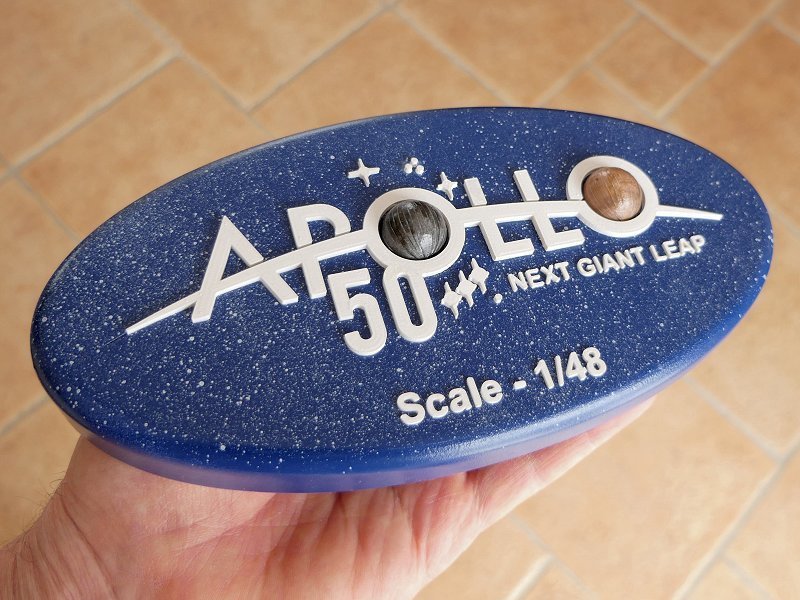 APOLLO
50
NEXT GIANT LEAP
Scale - 1/48